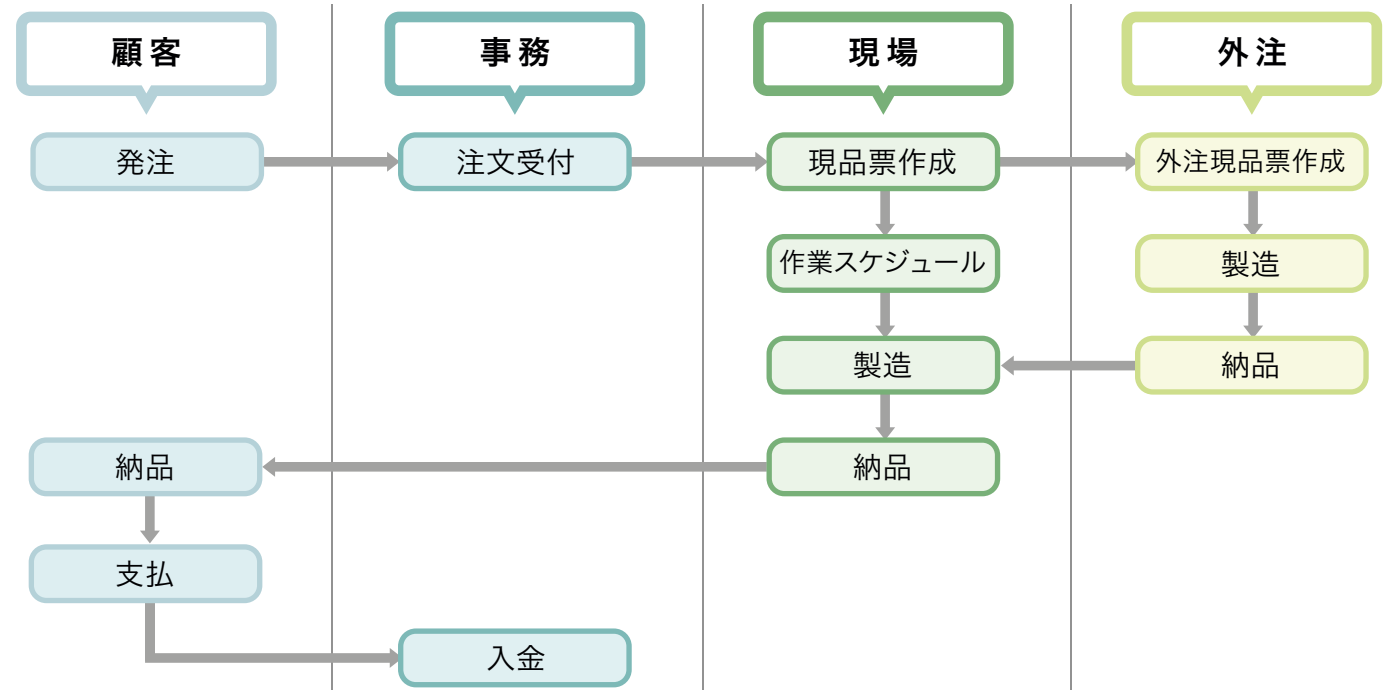 顧客
事務
現場
外注
発注
注文受付
現品票作成
外注現品票作成
作業スケジュール
製造
製造
納品
納品
納品
支払
入金